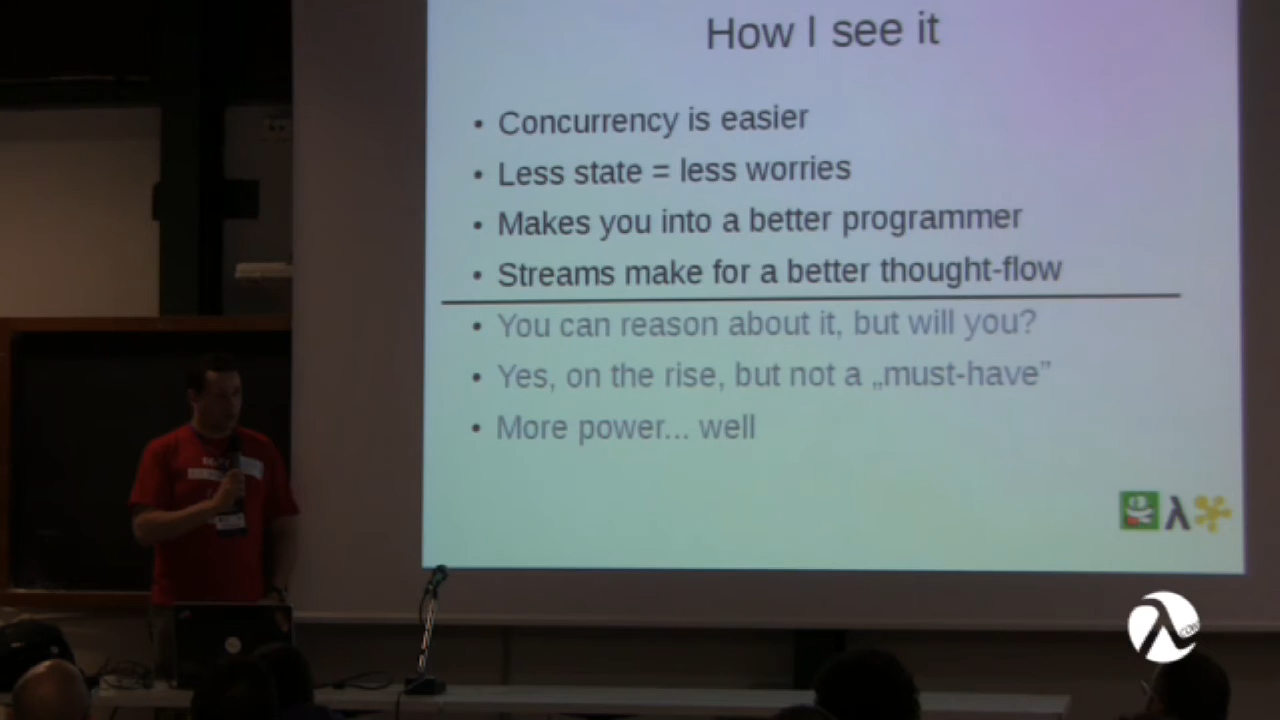 How I see it
• Concurrency is easier
• Less state = less worries
• Makes you into a better programmer
• Streams make for a better thought-flow
• You can reason about it, but will you?
• Yes, on the rise, but not a „must-have”
• More power... well
λ
λ